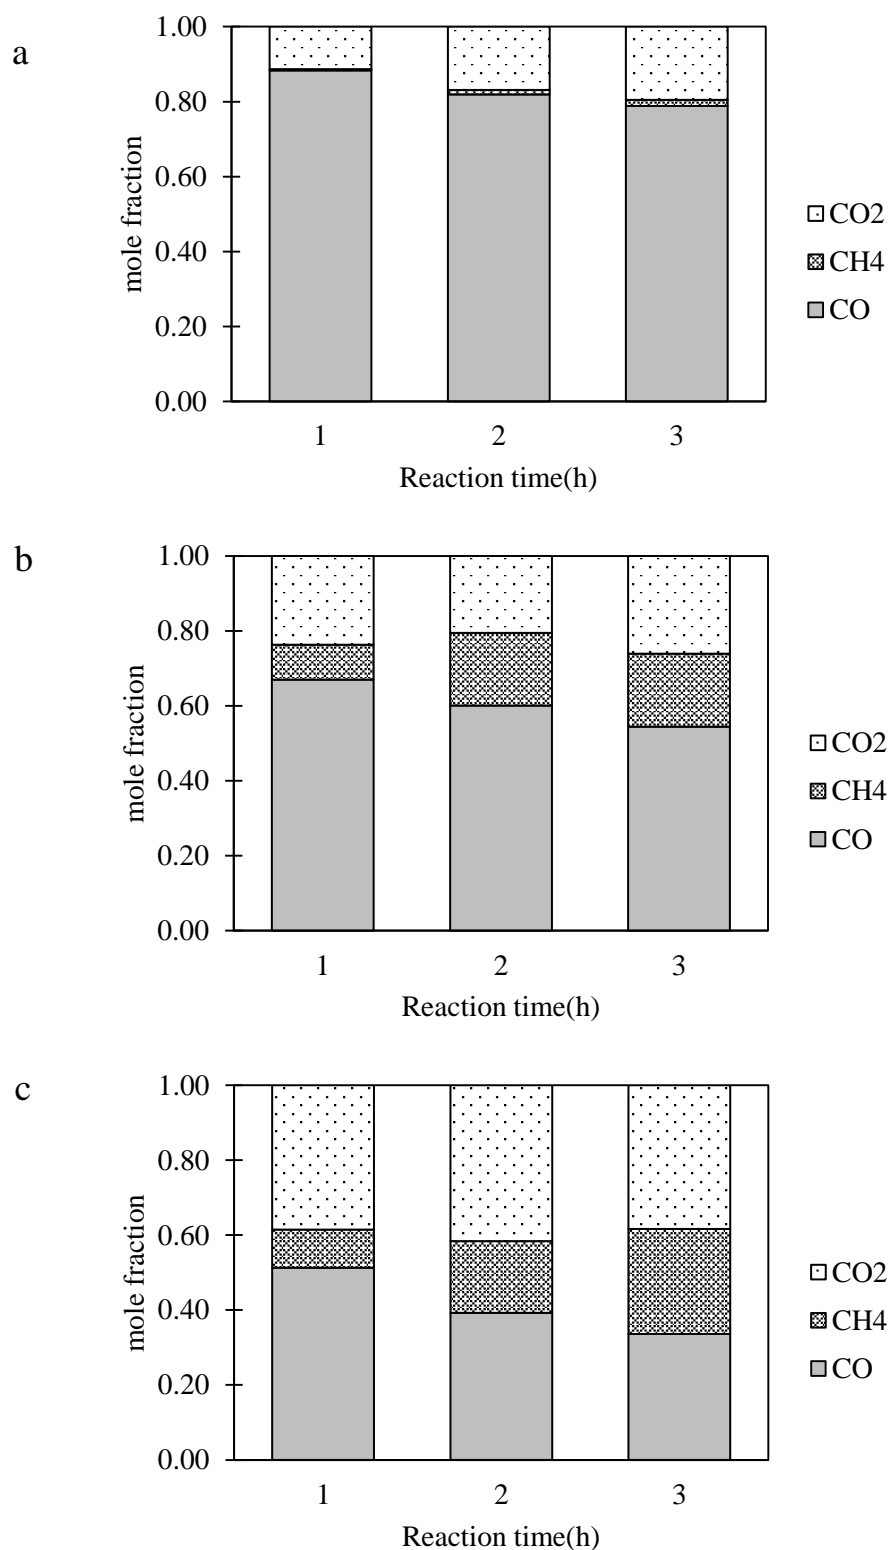 a
1.00
0.80
0.60
0.40
0.20
0.00
mole fraction
1 2 3
Reaction time(h)
CO2
CH4
CO
b
1.00
0.80
0.60
0.40
0.20
0.00
mole fraction
1 2 3
Reaction time(h)
CO2
CH4
CO
c
1.00
0.80
0.60
0.40
0.20
0.00
mole fraction
1 2 3
Reaction time(h)
CO2
CH4
CO